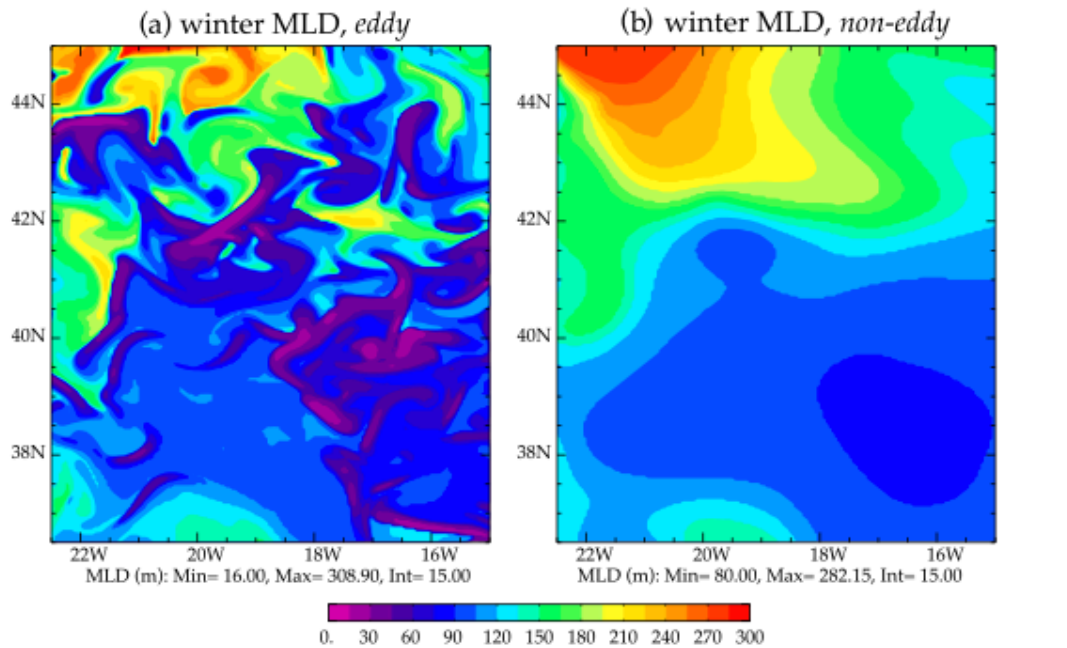 (a) winter MLD, eddy
(b) winter MLD, non-eddy
44N
42N
40N
38N
22W 20W 18W 16W
MLD (m): Min= 16.00, Max= 308.90, Int= 15.00
44N
42N
40N
38N
22W 20W 18W 16W
MLD (m): Min= 80.00, Max= 282.15, Int= 15.00
0. 30 60 90 120 150 180 210 240 270 300